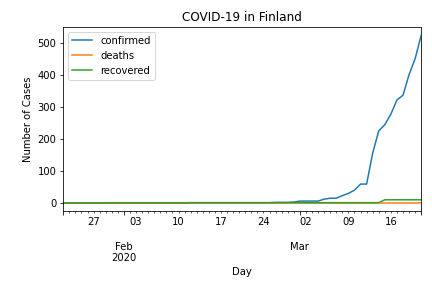 COVID-19 in Finland
confirmed
deaths
recovered
Number of Cases
500
400
300
200
100
0
27 03 10 17 24 02 09 16
Feb Mar
2020
Day